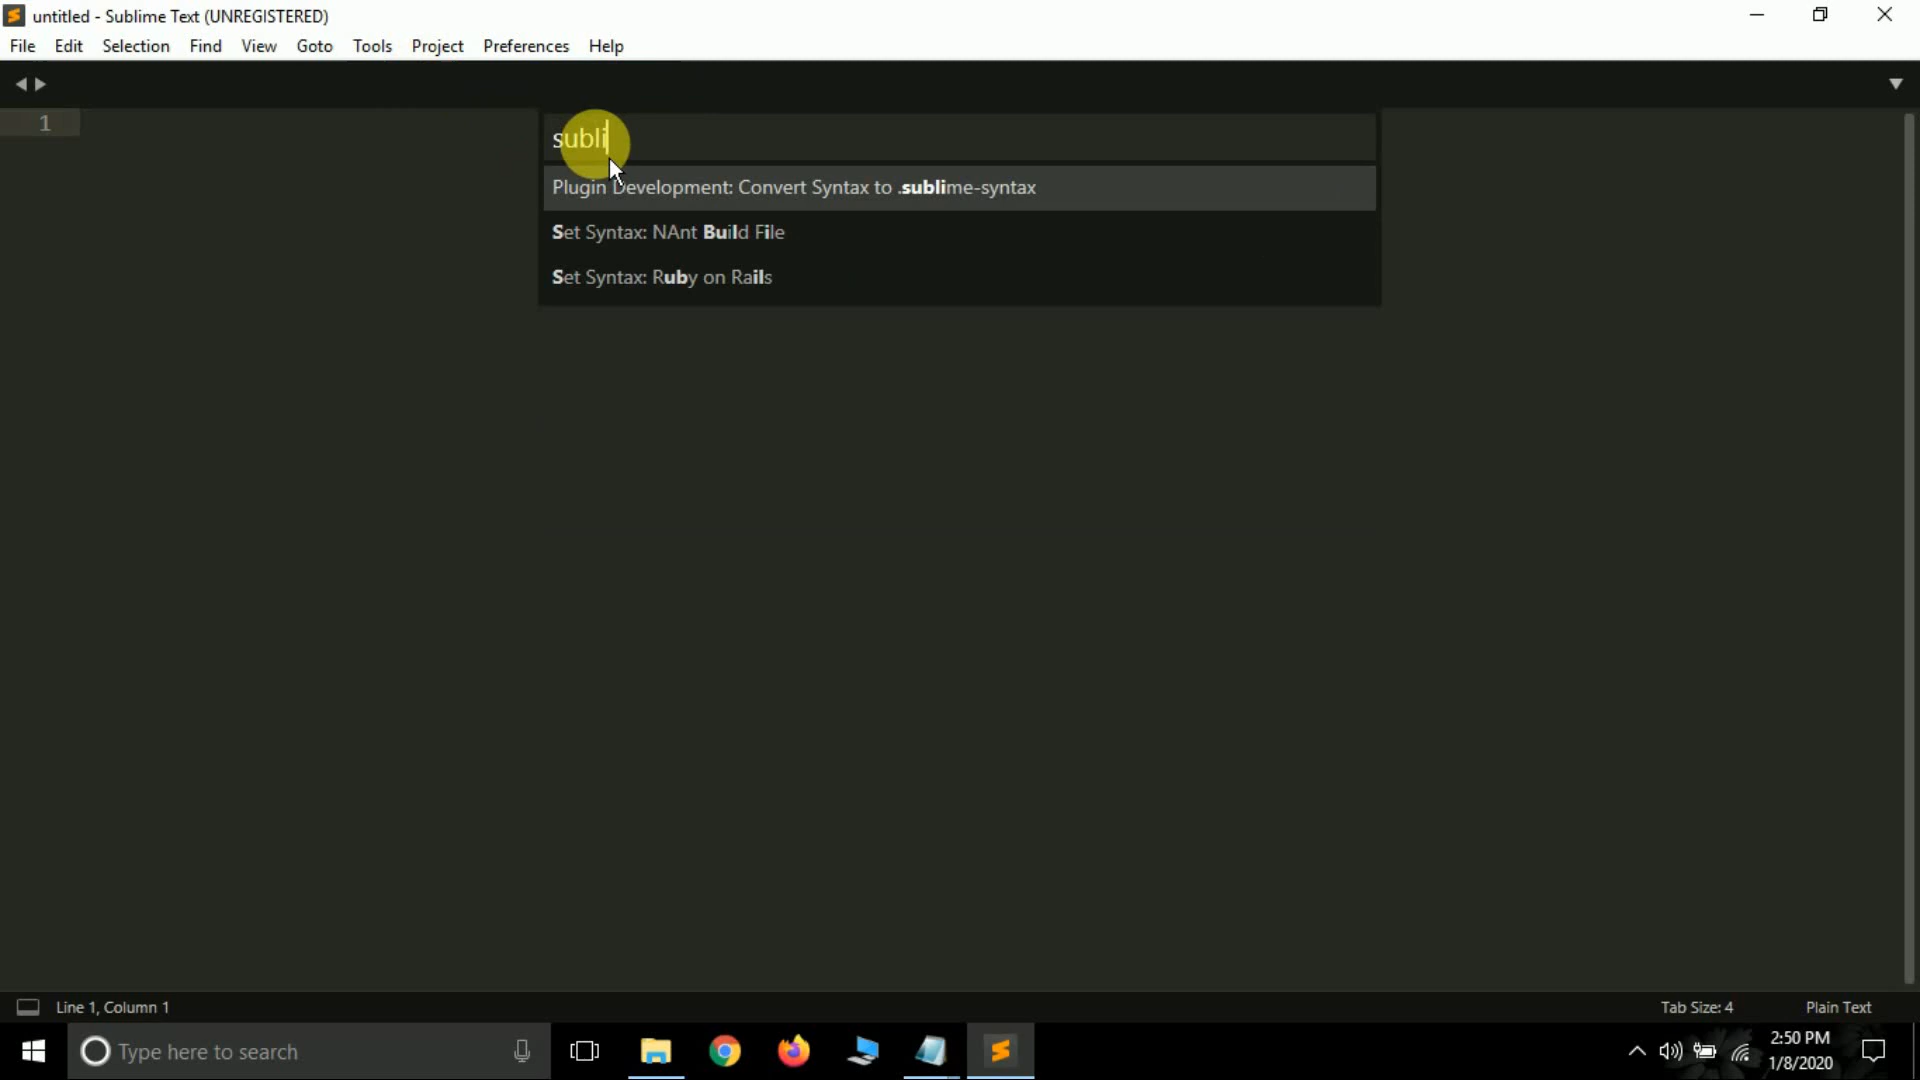 untitled - Sublime Text (UNREGISTERED)
File Edit Selection Find View Goto Tools Project Preferences Help
1
subli
Plugin Development: Convert Syntax to .sublime-syntax
Set Syntax: NAnt Build File
Set Syntax: Ruby on Rails
Line 1, Column 1
Tab Size: 4
Plain Text
Type here to search
2:50 PM
1/8/2020